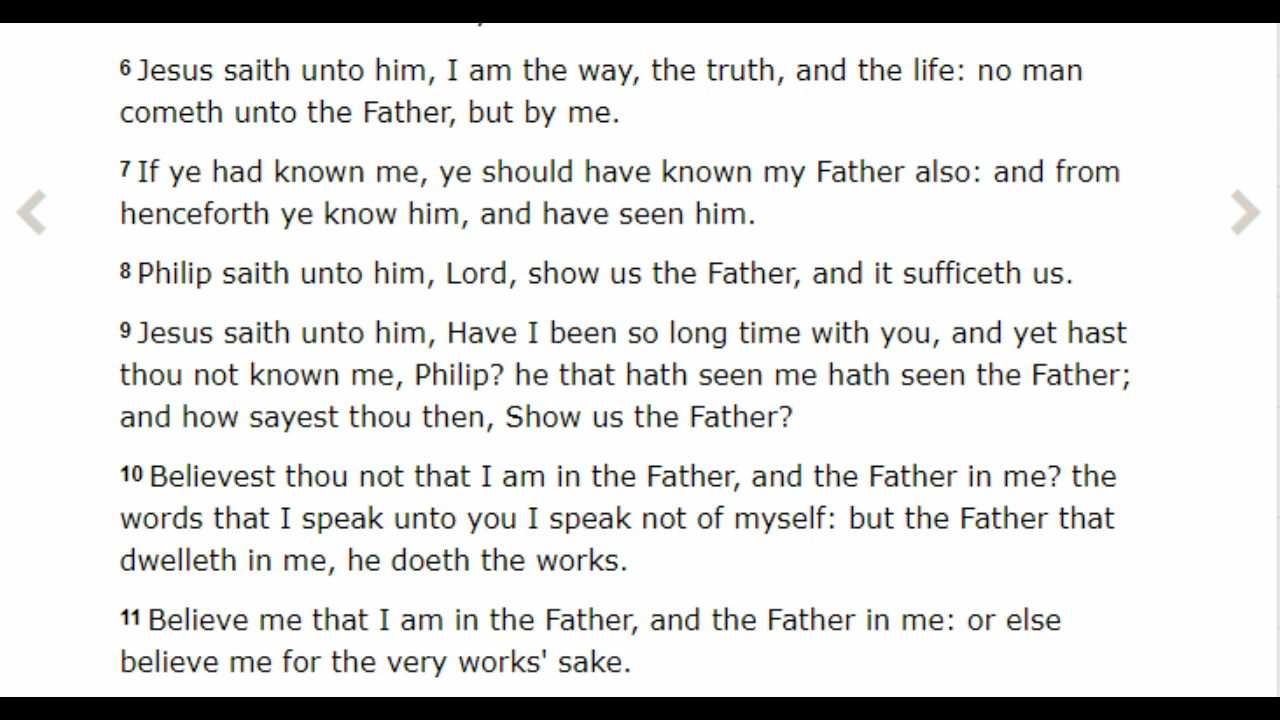 6 Jesus saith unto him, I am the way, the truth, and the life: no man
cometh unto the Father, but by me.
7 If ye had known me, ye should have known my Father also: and from
henceforth ye know him, and have seen him.
8 Philip saith unto him, Lord, show us the Father, and it sufficeth us.
9 Jesus saith unto him, Have I been so long time with you, and yet hast
thou not known me, Philip? he that hath seen me hath seen the Father;
and how sayest thou then, Show us the Father?
10 Believest thou not that I am in the Father, and the Father in me? the
words that I speak unto you I speak not of myself: but the Father that
dwelleth in me, he doeth the works.
11 Believe me that I am in the Father, and the Father in me: or else
believe me for the very works' sake.